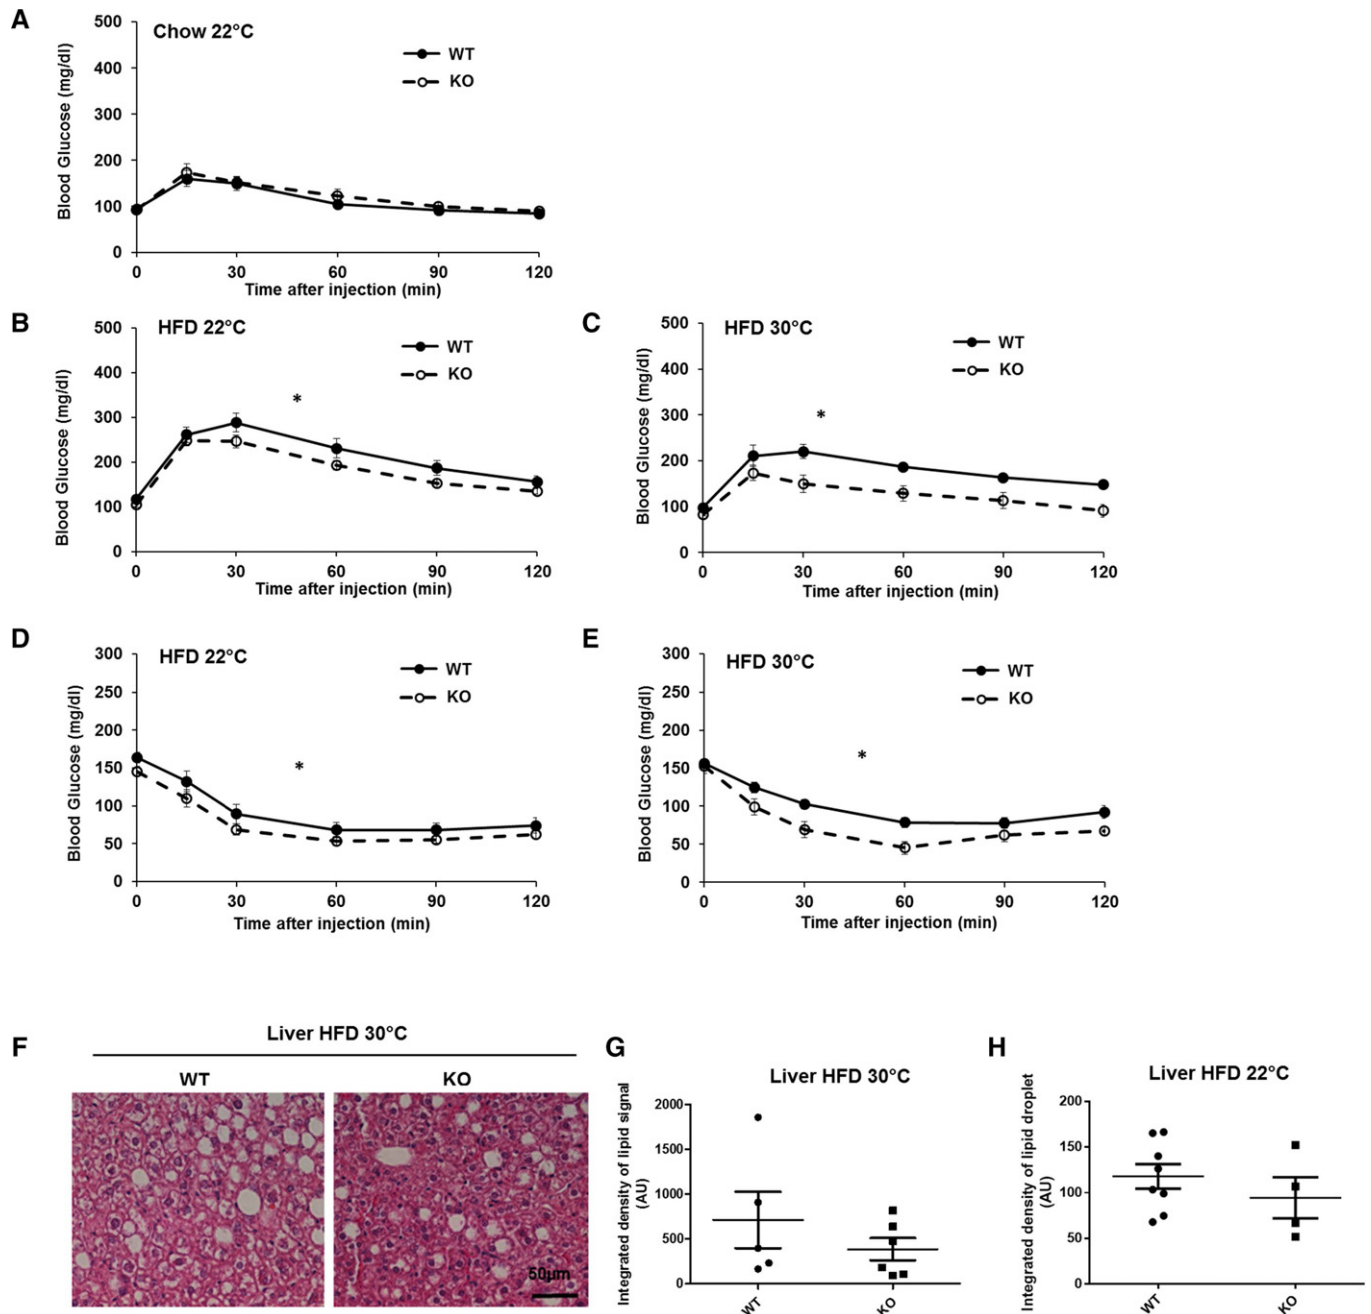 A
Chow 22°C
WT
KO
Blood Glucose (mg/dl)
500
400
300
200
100
0
0 30 60 90 120
Time after injection (min)
B
HFD 22°C
WT
KO
*
Blood Glucose (mg/dl)
500
400
300
200
100
0
0 30 60 90 120
Time after injection (min)
C
HFD 30°C
WT
KO
*
Blood Glucose (mg/dl)
500
400
300
200
100
0
0 30 60 90 120
Time after injection (min)
D
HFD 22°C
WT
KO
*
Blood Glucose (mg/dl)
300
250
200
150
100
50
0
0 30 60 90 120
Time after injection (min)
E
HFD 30°C
WT
KO
*
Blood Glucose (mg/dl)
300
250
200
150
100
50
0
0 30 60 90 120
Time after injection (min)
F
Liver HFD 30°C
WT KO
50μm
G
Liver HFD 30°C
Integrated density of lipid signal
(AU)
2000
1500
1000
500
0
WT KO
H
Liver HFD 22°C
Integrated density of lipid droplet
(AU)
200
150
100
50
0
WT KO